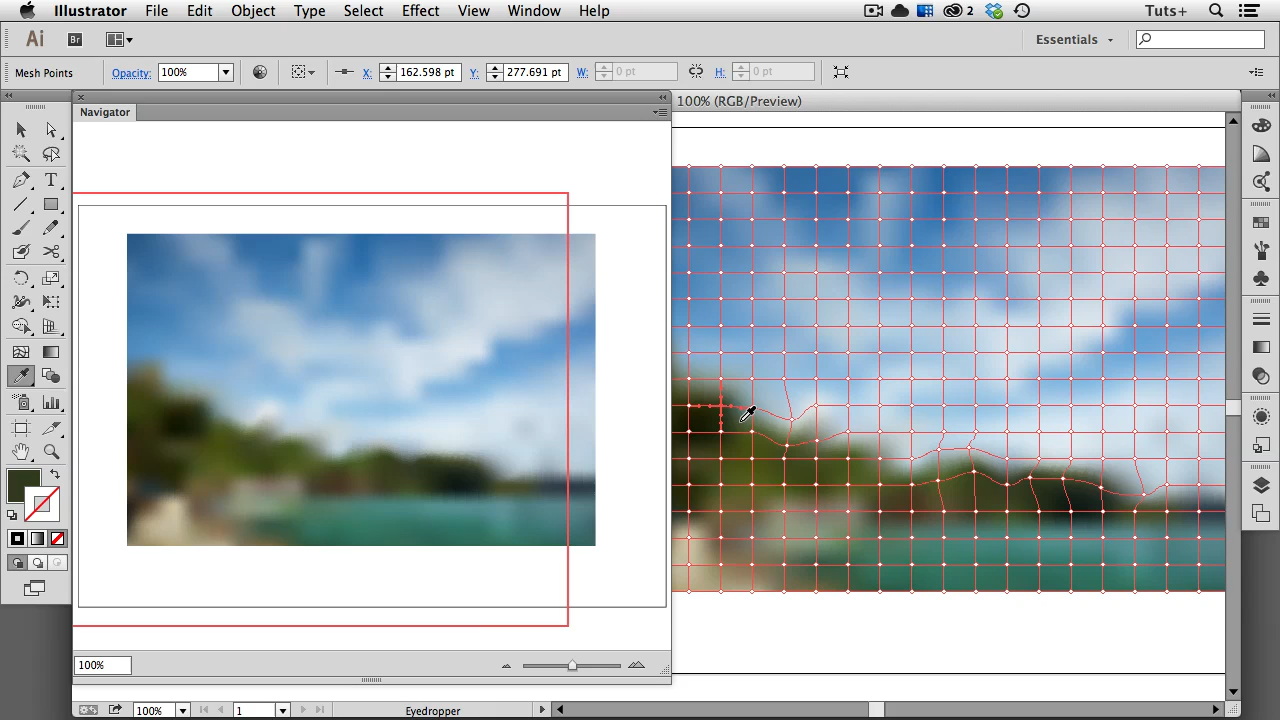 Illustrator File Edit Object Type Select Effect View Window Help 2 Tuts+
Ai Br Essentials
Mesh Points Opacity: 100% X: 162.598 pt Y: 277.691 pt W: 0 pt H: 0 pt
100% (RGB/Preview)
Navigator
T
100%
100% 1 Eyedropper